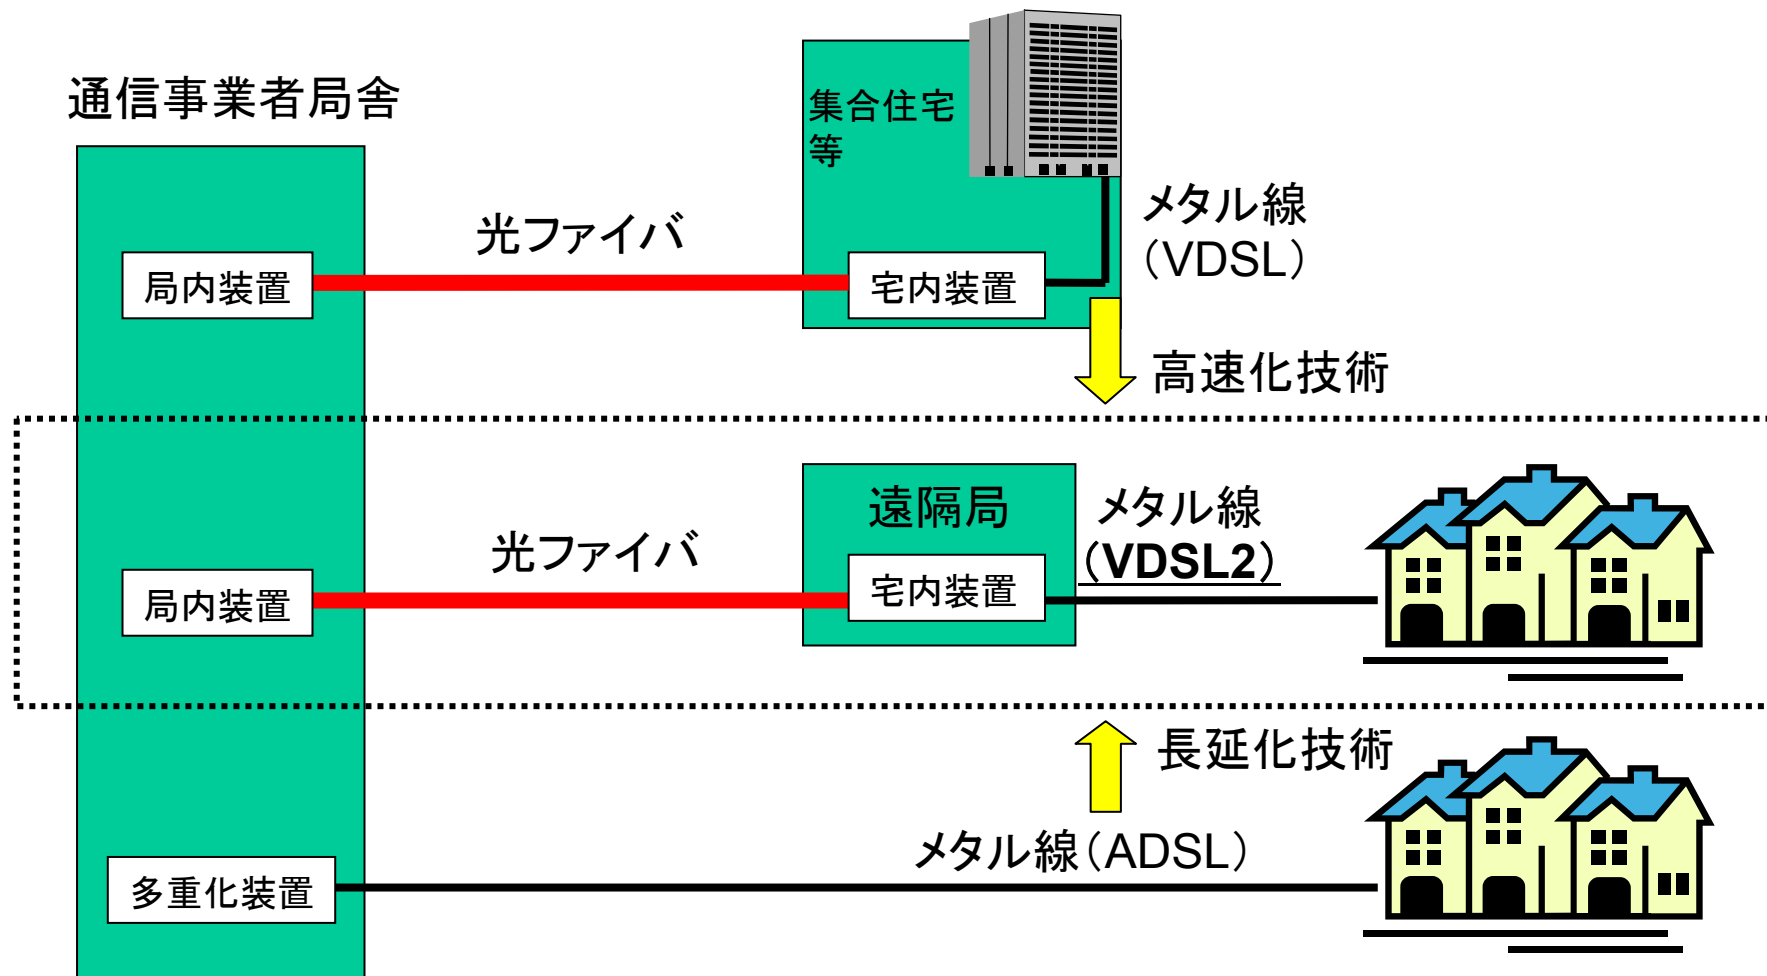 通信事業者局舎
集合住宅
等
メタル線
（VDSL）
光ファイバ
局内装置
宅内装置
高速化技術
遠隔局
メタル線
（VDSL2）
光ファイバ
局内装置
宅内装置
長延化技術
メタル線（ADSL）
多重化装置